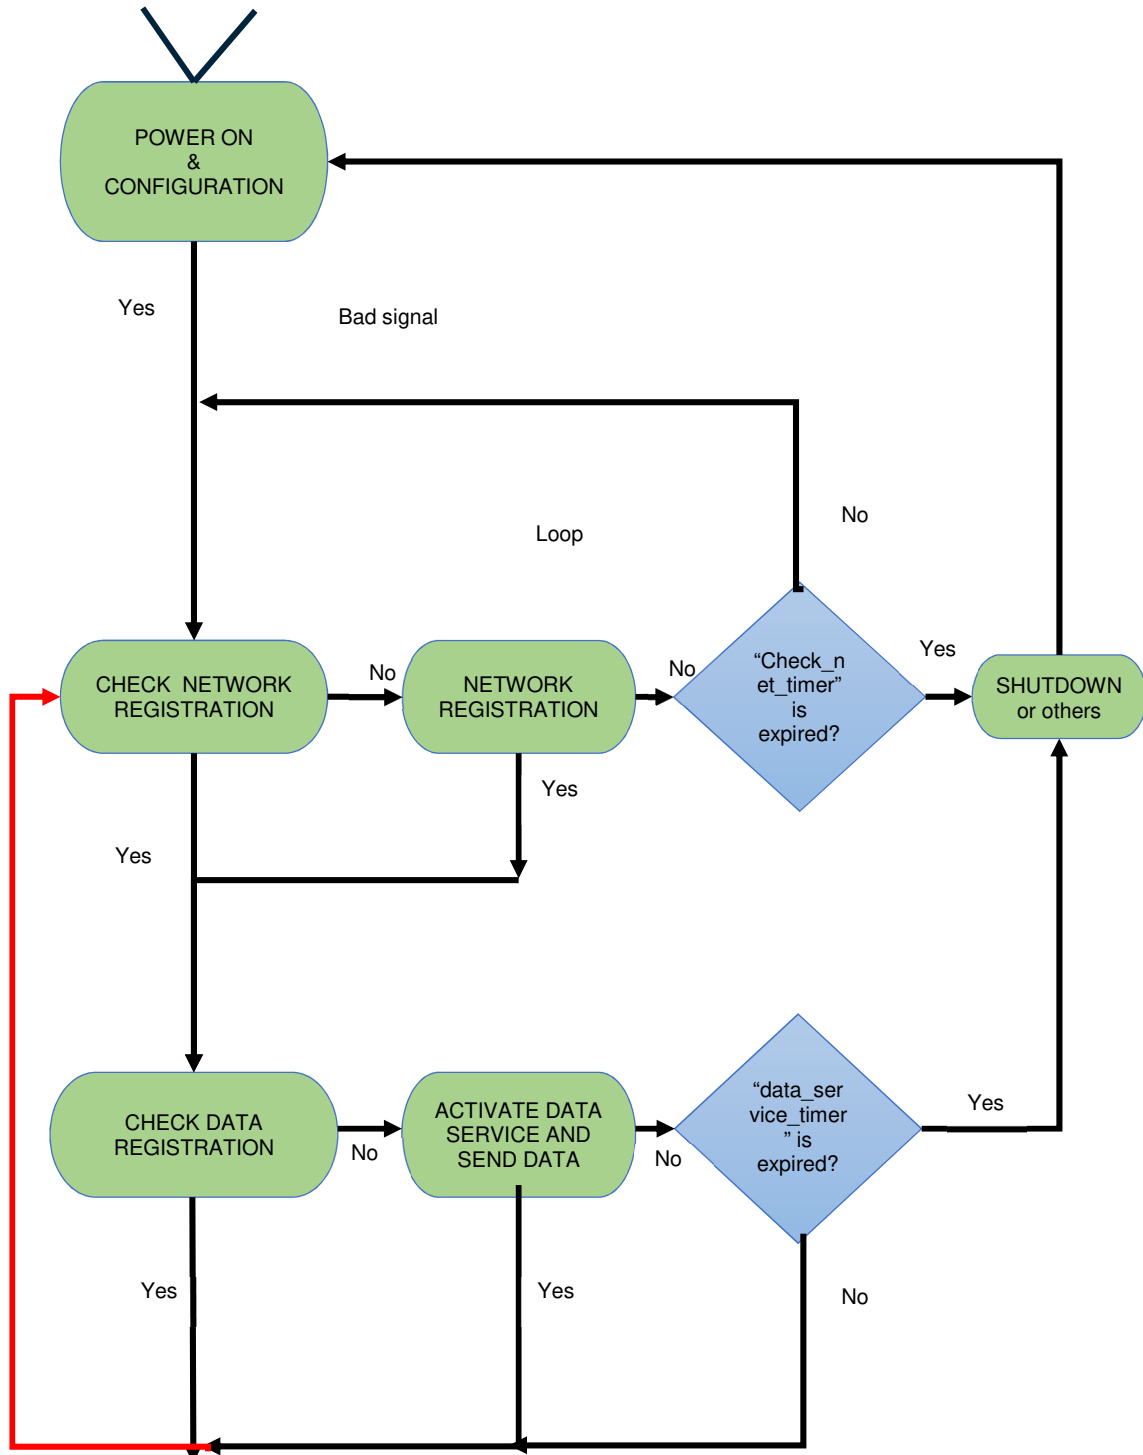 POWER ON
&
CONFIGURATION
Yes
Bad signal
No
Loop
CHECK NETWORK
REGISTRATION
No
NETWORK
REGISTRATION
No
“Check_n
et_timer”
is
expired?
Yes
SHUTDOWN
or others
Yes
Yes
CHECK DATA
REGISTRATION
No
ACTIVATE DATA
SERVICE AND
SEND DATA
No
“data_ser
vice_timer
” is
expired?
Yes
Yes
Yes
No